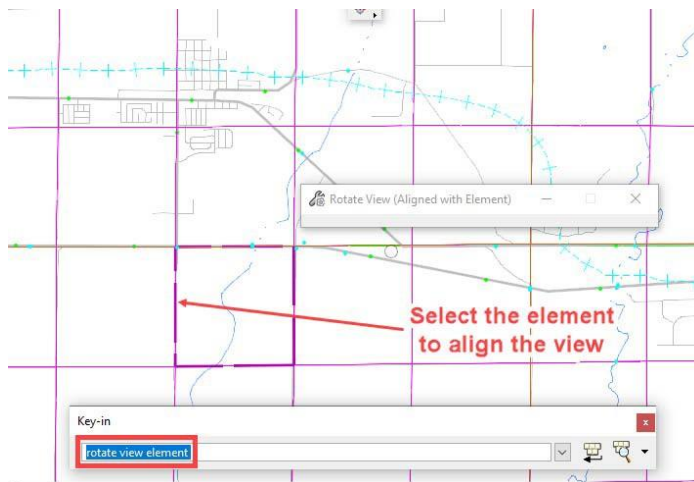 Rotate View (Aligned with Element)
Select the element
to align the view
Key-in
rotate view element